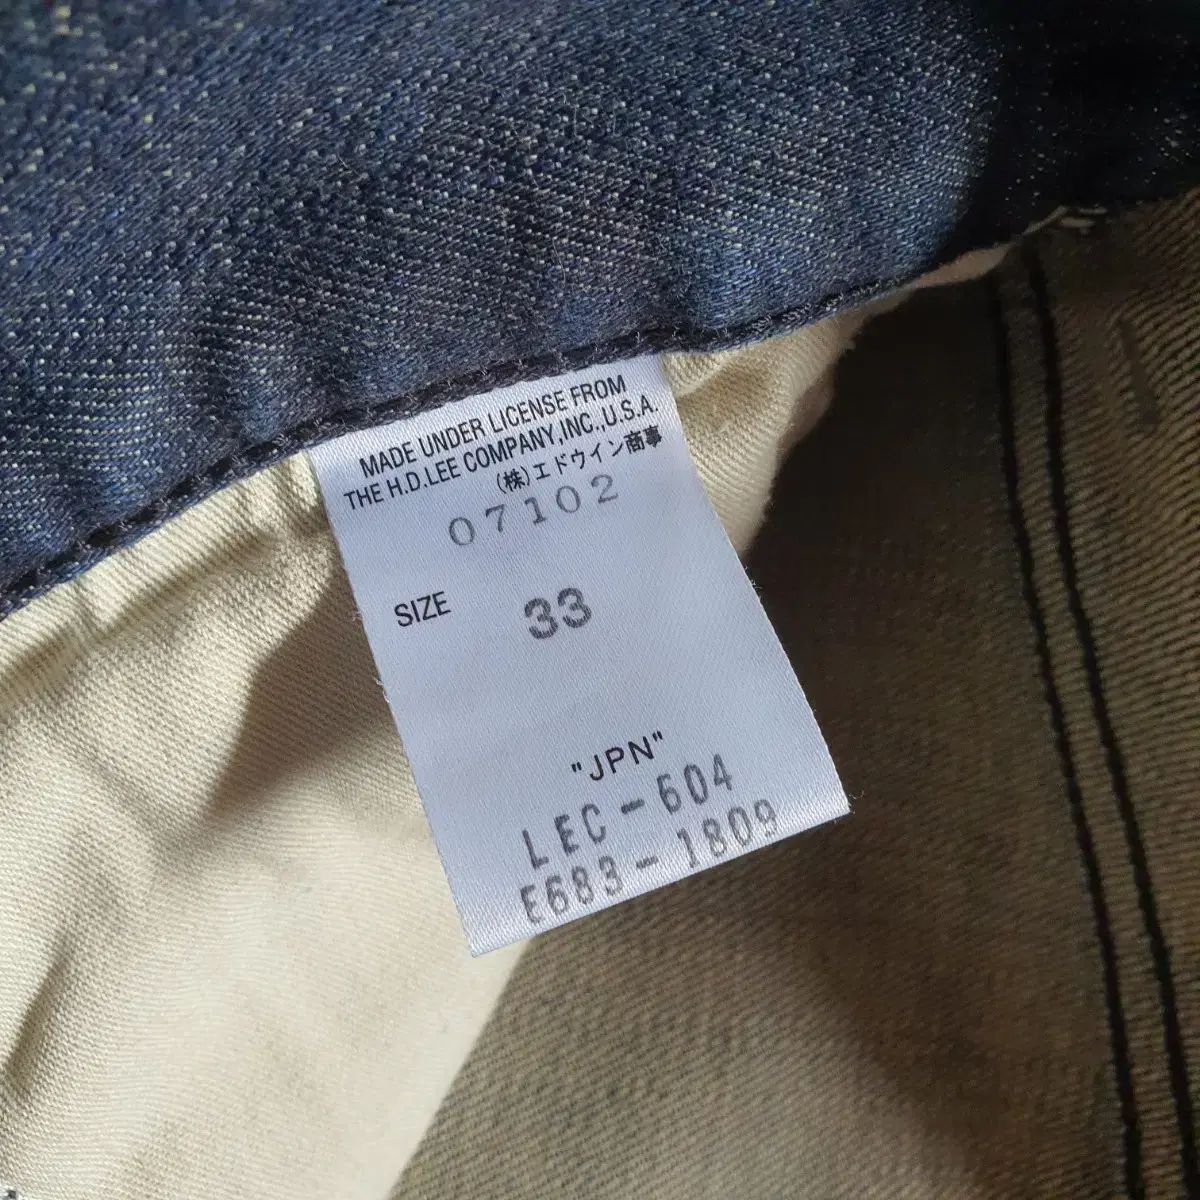 MADE UNDER LICENSE FROM
THE H.D.LEE COMPANY,INC.,U.S.A.
(株)エドウイン商事
07102
SIZE 33
"JPN"
LEC-604
E683-1809